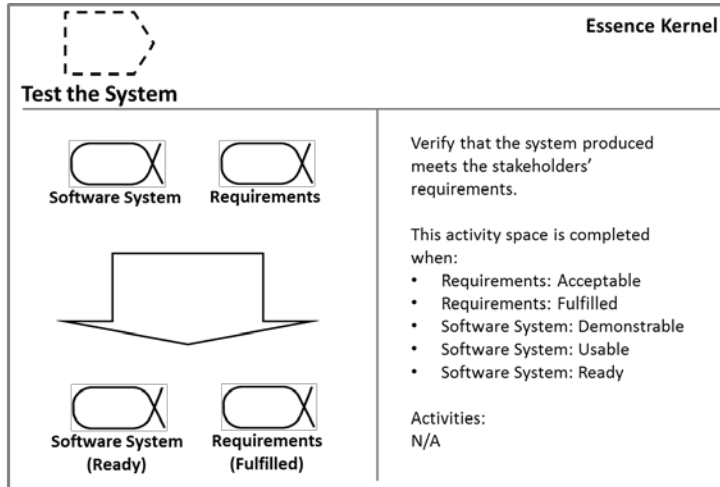 Essence Kernel
Test the System
Software System
Requirements
Software System
(Ready)
Requirements
(Fulfilled)
Verify that the system produced
meets the stakeholders’
requirements.
This activity space is completed
when:
• Requirements: Acceptable
• Requirements: Fulfilled
• Software System: Demonstrable
• Software System: Usable
• Software System: Ready
Activities:
N/A